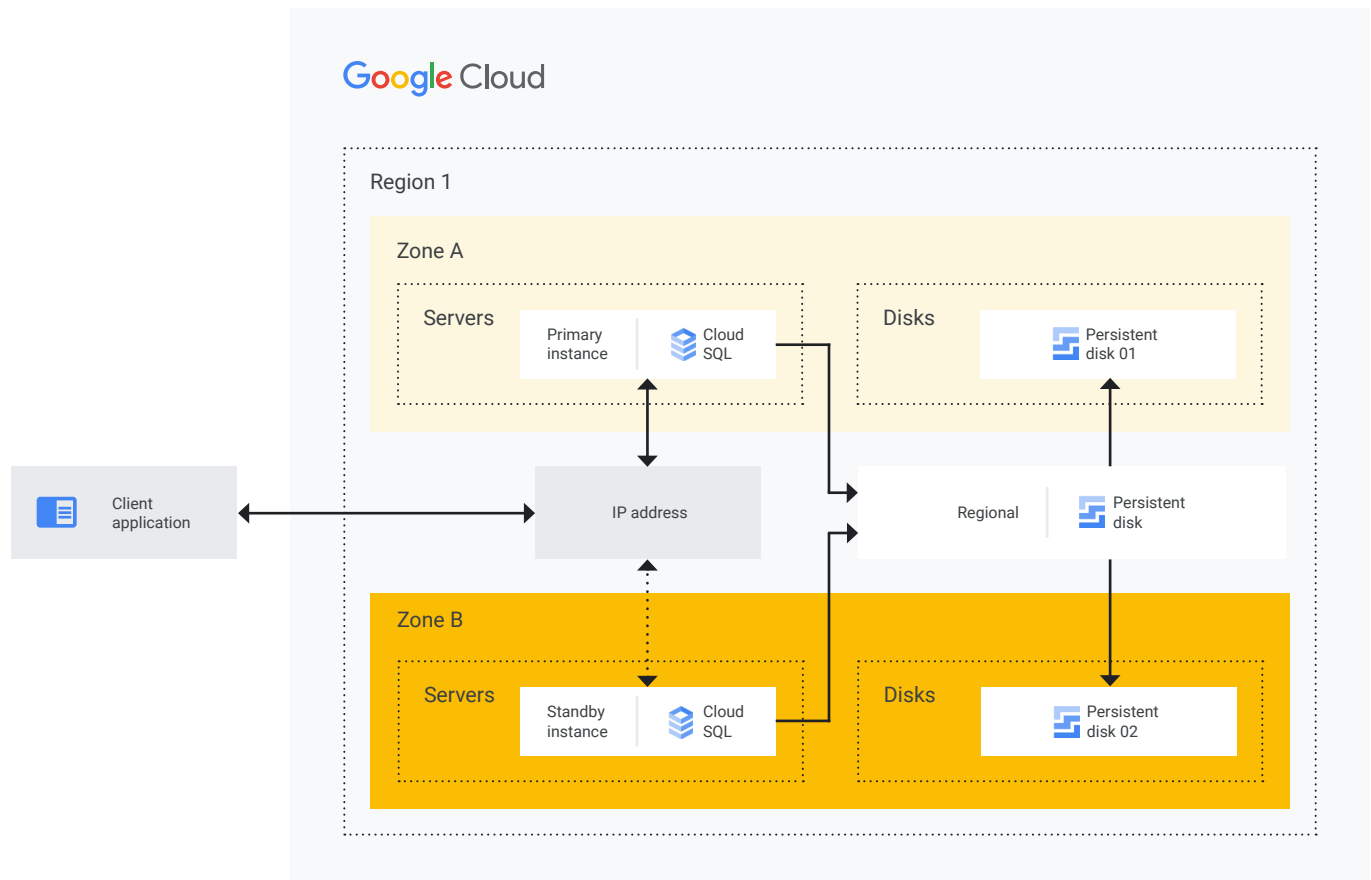 Google Cloud
Region 1
Zone A
Servers
Primary
instance
Cloud
SQL
Disks
Persistent
disk 01
Client
application
IP address
Regional
Persistent
disk
Zone B
Servers
Standby
instance
Cloud
SQL
Disks
Persistent
disk 02